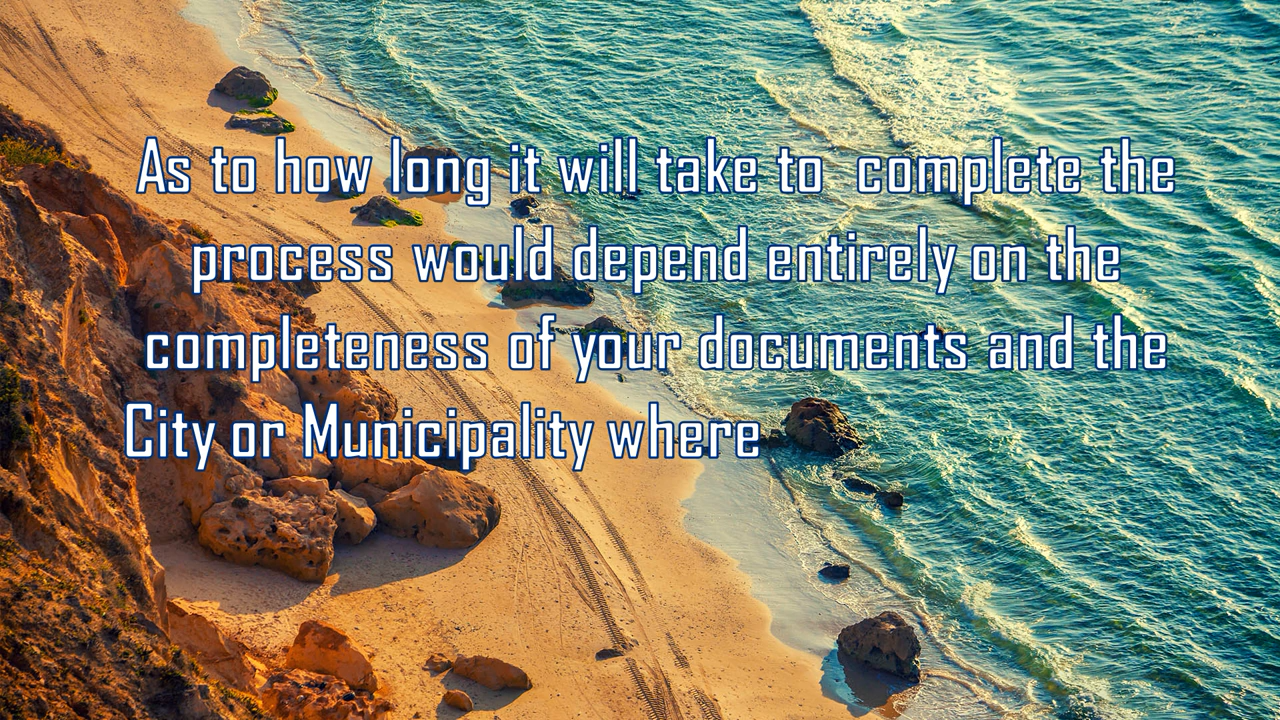 As to how long it will take to  complete the
process would depend entirely on the
completeness of your documents and the
City or Municipality where